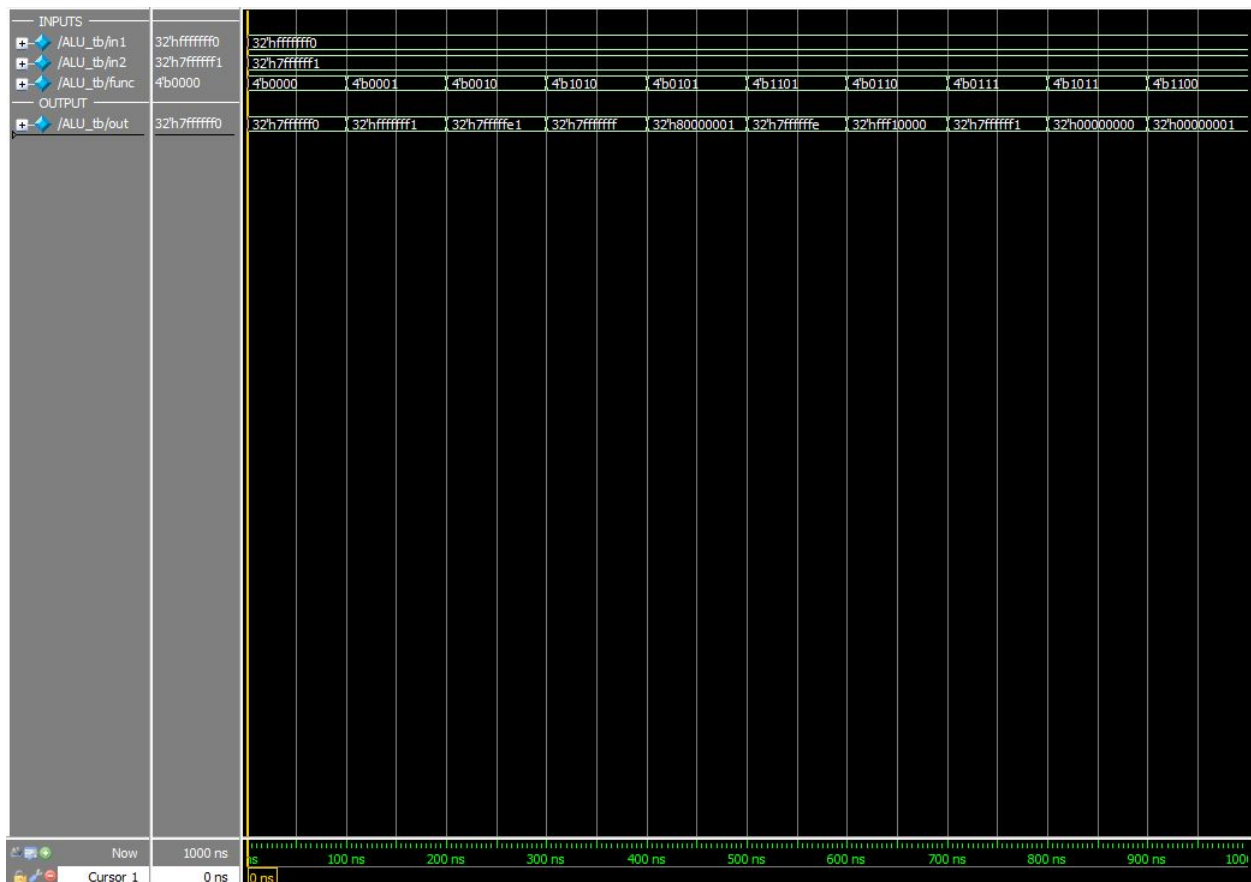 INPUTS
/ALU_tb/in1 32'hfffffff0 32'hfffffff0
/ALU_tb/in2 32'h7ffffff1 32'h7ffffff1
/ALU_tb/func 4'b0000 4'b0000 4'b0001 4'b0010 4'b1010 4'b0101 4'b1101 4'b0110 4'b0111 4'b1011 4'b1100
OUTPUT
/ALU_tb/out 32'h7ffffff0 32'h7ffffff0 32'hfffffff1 32'h7fffffe1 32'h7fffffff 32'h80000001 32'h7ffffffe 32'hfff10000 32'h7ffffff1 32'h00000000 32'h00000001
Now 1000 ns ns 100 ns 200 ns 300 ns 400 ns 500 ns 600 ns 700 ns 800 ns 900 ns 100
Cursor 1 0 ns 0 ns